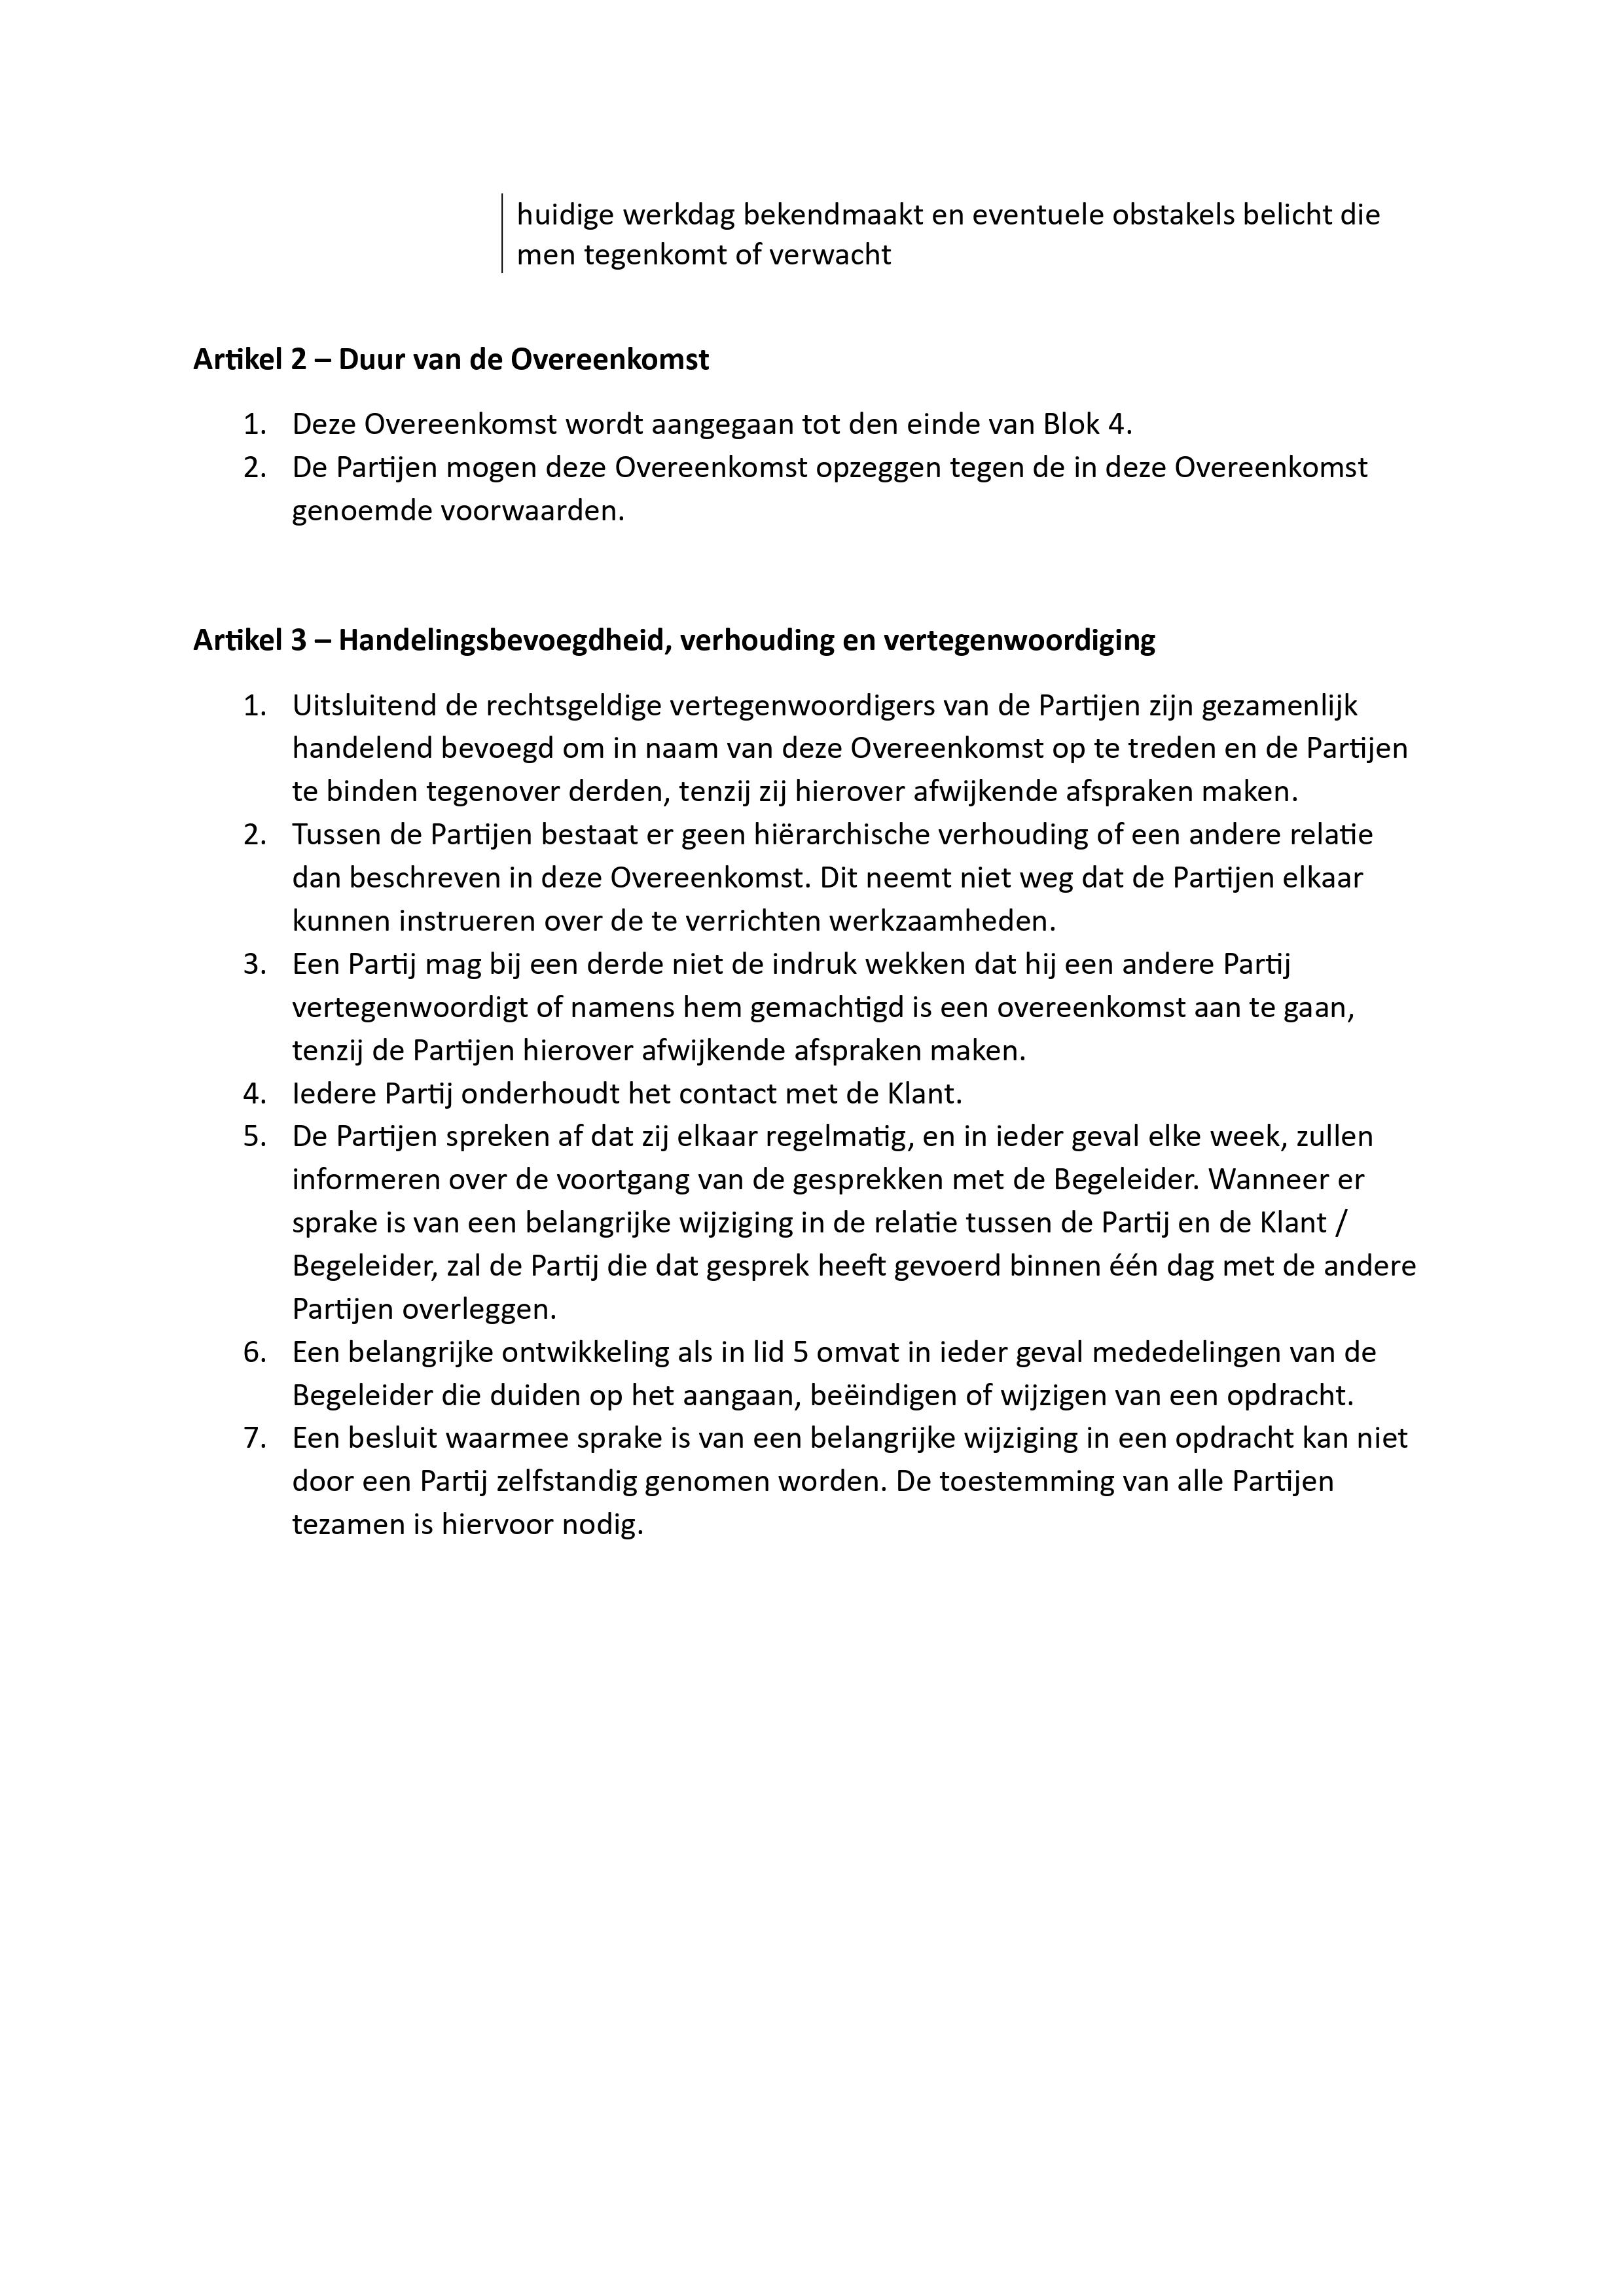 huidige werkdag bekendmaakt en eventuele obstakels belicht die
men tegenkomt of verwacht
Artikel 2 – Duur van de Overeenkomst
1. Deze Overeenkomst wordt aangegaan tot den einde van Blok 4.
2. De Partijen mogen deze Overeenkomst opzeggen tegen de in deze Overeenkomst
genoemde voorwaarden.
Artikel 3 – Handelingsbevoegdheid, verhouding en vertegenwoordiging
1. Uitsluitend de rechtsgeldige vertegenwoordigers van de Partijen zijn gezamenlijk
handelend bevoegd om in naam van deze Overeenkomst op te treden en de Partijen
te binden tegenover derden, tenzij zij hierover afwijkende afspraken maken.
2. Tussen de Partijen bestaat er geen hiërarchische verhouding of een andere relatie
dan beschreven in deze Overeenkomst. Dit neemt niet weg dat de Partijen elkaar
kunnen instrueren over de te verrichten werkzaamheden.
3. Een Partij mag bij een derde niet de indruk wekken dat hij een andere Partij
vertegenwoordigt of namens hem gemachtigd is een overeenkomst aan te gaan,
tenzij de Partijen hierover afwijkende afspraken maken.
4. Iedere Partij onderhoudt het contact met de Klant.
5. De Partijen spreken af dat zij elkaar regelmatig, en in ieder geval elke week, zullen
informeren over de voortgang van de gesprekken met de Begeleider. Wanneer er
sprake is van een belangrijke wijziging in de relatie tussen de Partij en de Klant /
Begeleider, zal de Partij die dat gesprek heeft gevoerd binnen één dag met de andere
Partijen overleggen.
6. Een belangrijke ontwikkeling als in lid 5 omvat in ieder geval mededelingen van de
Begeleider die duiden op het aangaan, beëindigen of wijzigen van een opdracht.
7. Een besluit waarmee sprake is van een belangrijke wijziging in een opdracht kan niet
door een Partij zelfstandig genomen worden. De toestemming van alle Partijen
tezamen is hiervoor nodig.